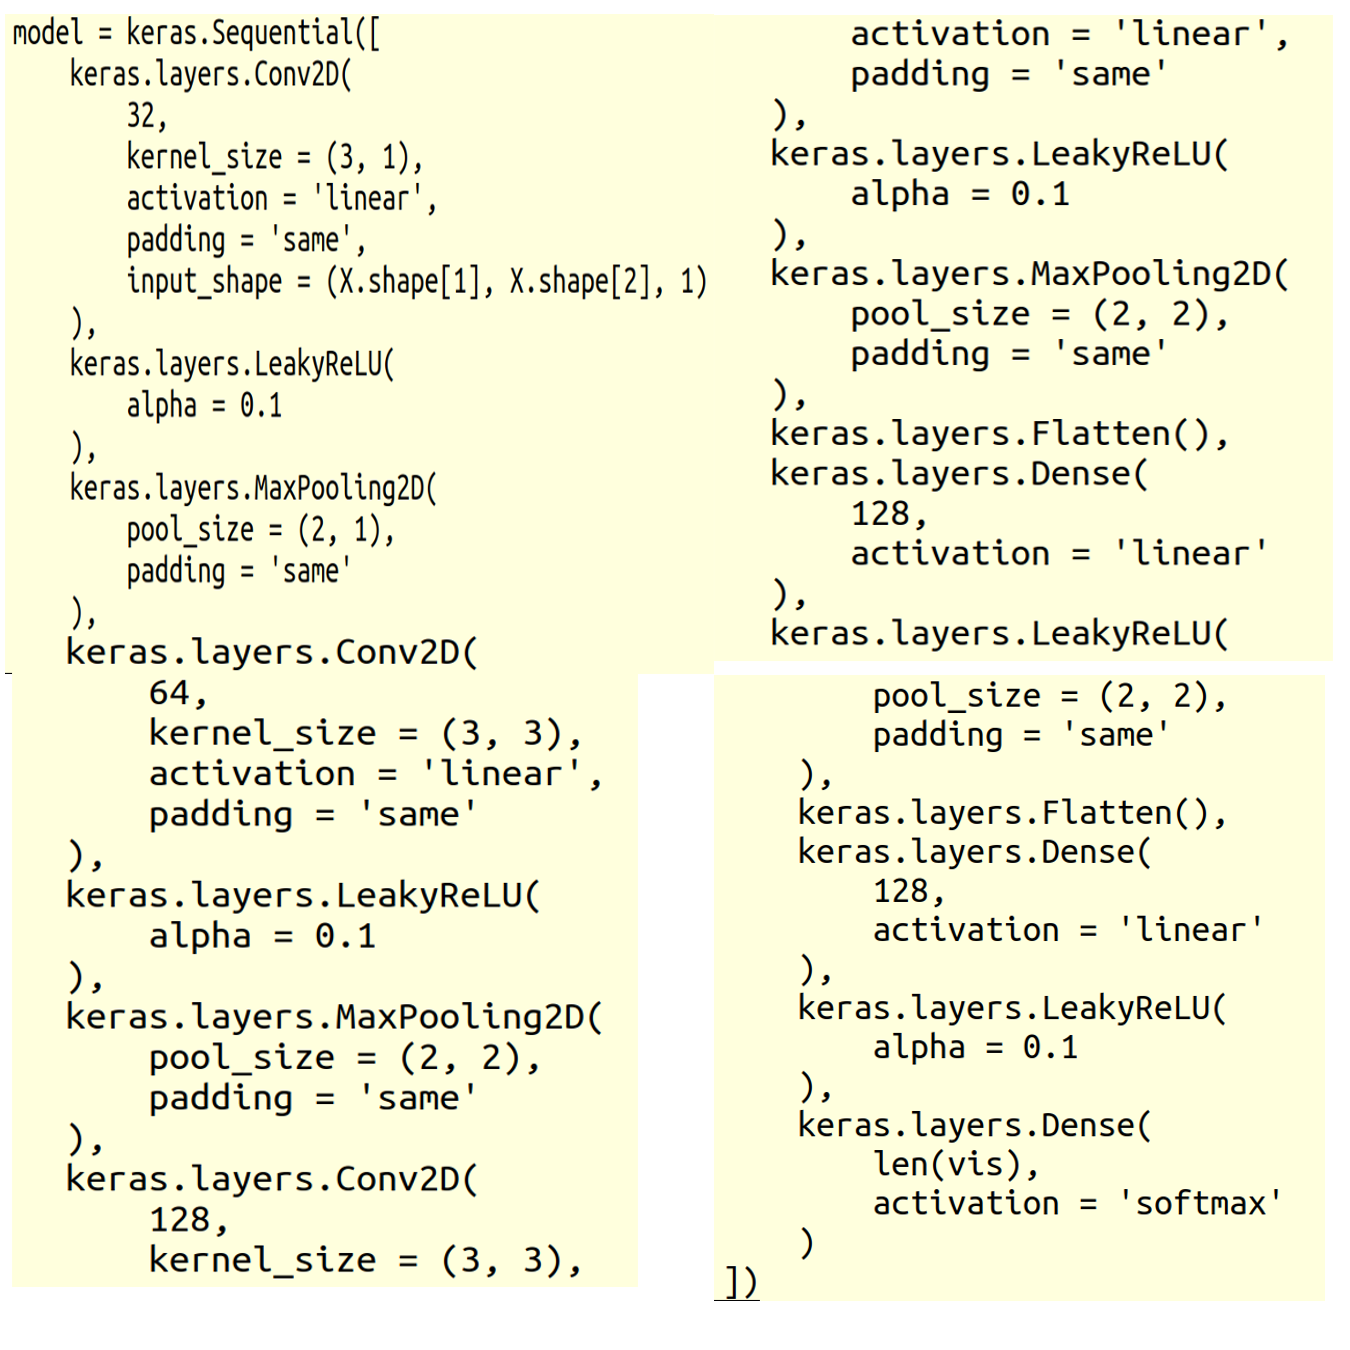 model = keras.Sequential([
    keras.layers.Conv2D(
        32,
        kernel_size = (3, 1),
        activation = 'linear',
        padding = 'same',
        input_shape = (X.shape[1], X.shape[2], 1)
    ),
    keras.layers.LeakyReLU(
        alpha = 0.1
    ),
    keras.layers.MaxPooling2D(
        pool_size = (2, 1),
        padding = 'same'
    ),
    keras.layers.Conv2D(
        64,
        kernel_size = (3, 3),
        activation = 'linear',
        padding = 'same'
    ),
    keras.layers.LeakyReLU(
        alpha = 0.1
    ),
    keras.layers.MaxPooling2D(
        pool_size = (2, 2),
        padding = 'same'
    ),
    keras.layers.Conv2D(
        128,
        kernel_size = (3, 3),
        activation = 'linear',
        padding = 'same'
    ),
    keras.layers.LeakyReLU(
        alpha = 0.1
    ),
    keras.layers.MaxPooling2D(
        pool_size = (2, 2),
        padding = 'same'
    ),
    keras.layers.Flatten(),
    keras.layers.Dense(
        128,
        activation = 'linear'
    ),
    keras.layers.LeakyReLU(
        pool_size = (2, 2),
        padding = 'same'
    ),
    keras.layers.Flatten(),
    keras.layers.Dense(
        128,
        activation = 'linear'
    ),
    keras.layers.LeakyReLU(
        alpha = 0.1
    ),
    keras.layers.Dense(
        len(vis),
        activation = 'softmax'
    )
])